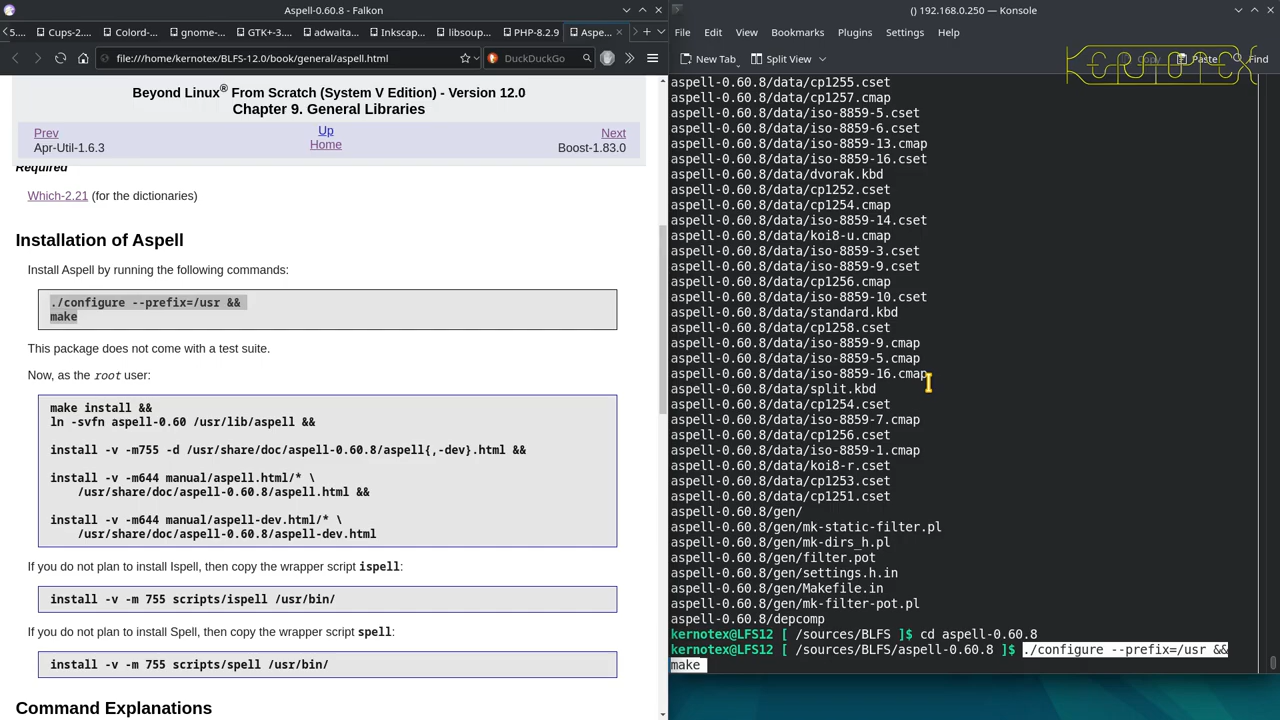 Aspell-0.60.8 - Falkon
5....
Cups-2....
Colord-...
gnome-...
GTK+-3....
adwaita...
Inkscap...
libsoup...
PHP-8.2.9
Aspe...
file:///home/kernotex/BLFS-12.0/book/general/aspell.html
DuckDuckGo
Beyond Linux® From Scratch (System V Edition) - Version 12.0
Chapter 9. General Libraries
Prev
Up
Next
Apr-Util-1.6.3
Home
Boost-1.83.0
Required
Which-2.21 (for the dictionaries)
Installation of Aspell
Install Aspell by running the following commands:
./configure --prefix=/usr &&
make
This package does not come with a test suite.
Now, as the root user:
make install &&
ln -svfn aspell-0.60 /usr/lib/aspell &&
install -v -m755 -d /usr/share/doc/aspell-0.60.8/aspell{,-dev}.html &&
install -v -m644 manual/aspell.html/* \
/usr/share/doc/aspell-0.60.8/aspell.html &&
install -v -m644 manual/aspell-dev.html/* \
/usr/share/doc/aspell-0.60.8/aspell-dev.html
If you do not plan to install Ispell, then copy the wrapper script ispell:
install -v -m 755 scripts/ispell /usr/bin/
If you do not plan to install Spell, then copy the wrapper script spell:
install -v -m 755 scripts/spell /usr/bin/
Command Explanations
() 192.168.0.250 — Konsole
File Edit View Bookmarks Plugins Settings Help
New Tab
Split View
Copy
Paste
Find
KERNOTEX
aspell-0.60.8/data/cp1255.cset
aspell-0.60.8/data/cp1257.cmap
aspell-0.60.8/data/iso-8859-5.cset
aspell-0.60.8/data/iso-8859-6.cset
aspell-0.60.8/data/iso-8859-13.cmap
aspell-0.60.8/data/iso-8859-16.cset
aspell-0.60.8/data/dvorak.kbd
aspell-0.60.8/data/cp1252.cset
aspell-0.60.8/data/cp1254.cmap
aspell-0.60.8/data/iso-8859-14.cset
aspell-0.60.8/data/koi8-u.cmap
aspell-0.60.8/data/iso-8859-3.cset
aspell-0.60.8/data/iso-8859-9.cset
aspell-0.60.8/data/cp1256.cmap
aspell-0.60.8/data/iso-8859-10.cset
aspell-0.60.8/data/standard.kbd
aspell-0.60.8/data/cp1258.cset
aspell-0.60.8/data/iso-8859-9.cmap
aspell-0.60.8/data/iso-8859-5.cmap
aspell-0.60.8/data/iso-8859-16.cmap
aspell-0.60.8/data/split.kbd
aspell-0.60.8/data/cp1254.cset
aspell-0.60.8/data/iso-8859-7.cmap
aspell-0.60.8/data/cp1256.cset
aspell-0.60.8/data/iso-8859-1.cmap
aspell-0.60.8/data/koi8-r.cset
aspell-0.60.8/data/cp1253.cset
aspell-0.60.8/data/cp1251.cset
aspell-0.60.8/gen/
aspell-0.60.8/gen/mk-static-filter.pl
aspell-0.60.8/gen/mk-dirs_h.pl
aspell-0.60.8/gen/filter.pot
aspell-0.60.8/gen/settings.h.in
aspell-0.60.8/gen/Makefile.in
aspell-0.60.8/gen/mk-filter-pot.pl
aspell-0.60.8/depcomp
kernotex@LFS12 [ /sources/BLFS ]$ cd aspell-0.60.8
kernotex@LFS12 [ /sources/BLFS/aspell-0.60.8 ]$ ./configure --prefix=/usr &&
make